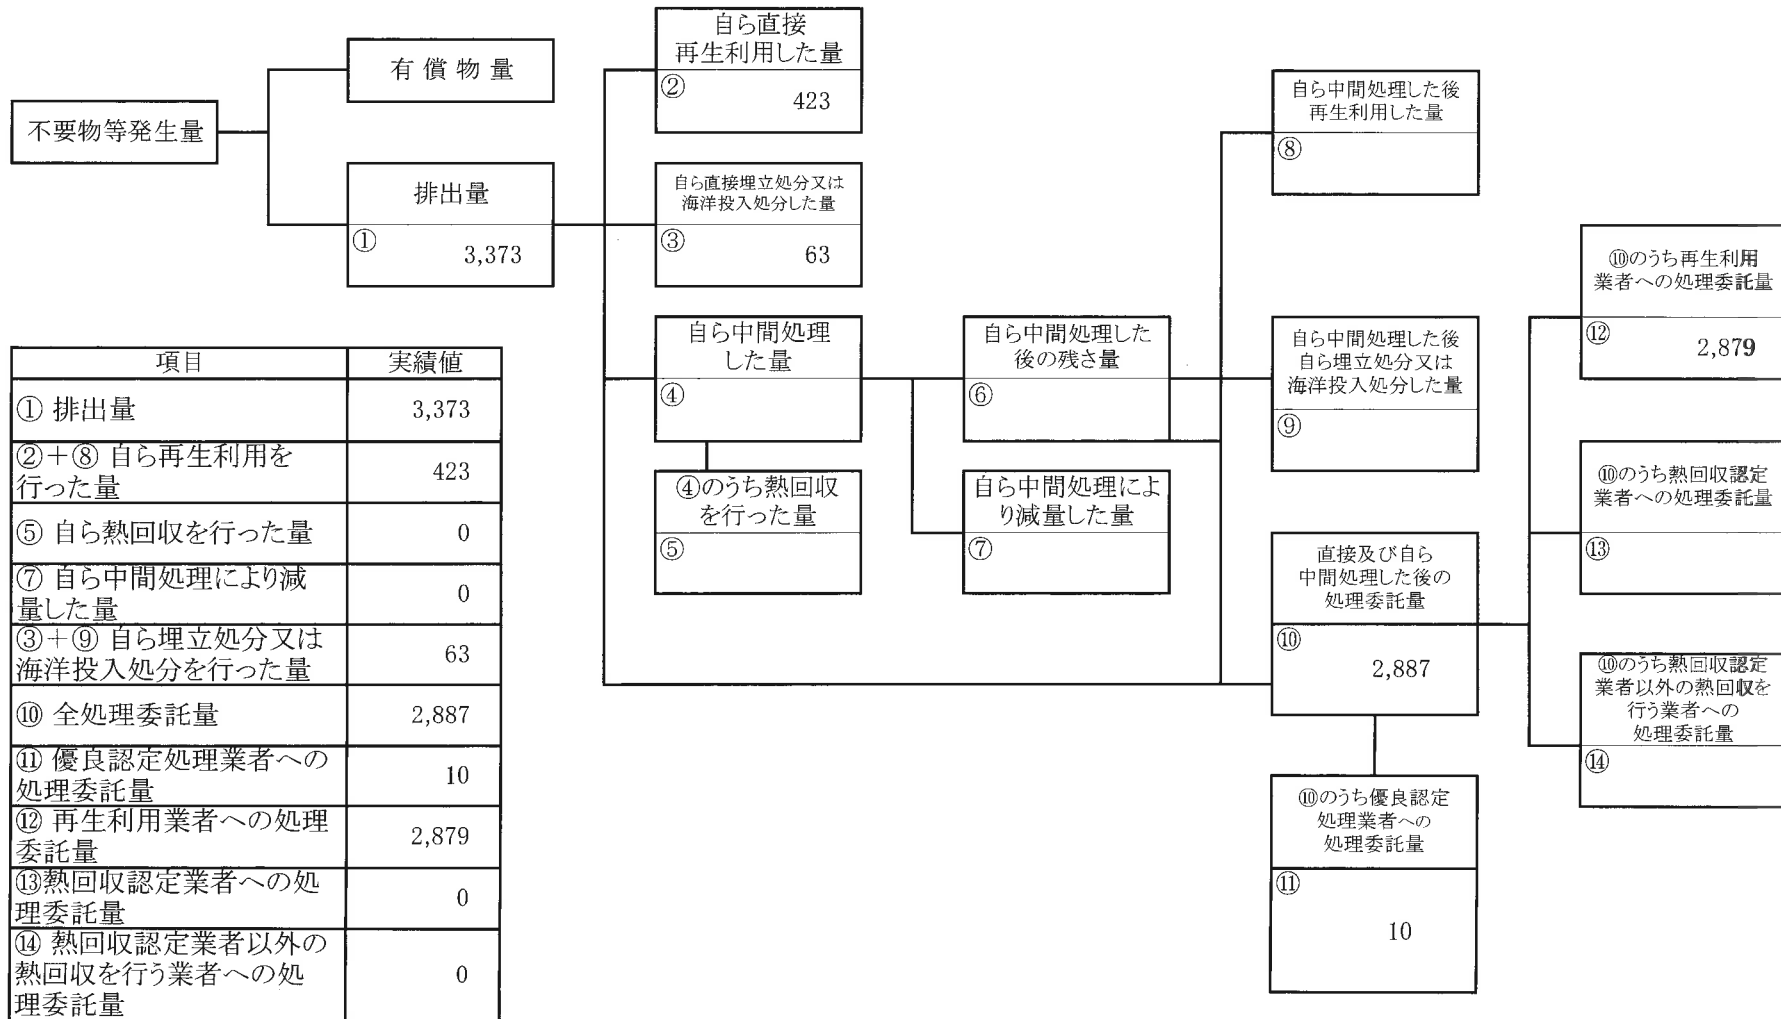 不要物等発生量
有償物量
排出量
①
3,373
自ら直接
再生利用した量
②
423
自ら直接埋立処分又は
海洋投入処分した量
③
63
自ら中間処理
した量
④
④のうち熱回収
を行った量
⑤
自ら中間処理した
後の残さ量
⑥
自ら中間処理によ
り減量した量
⑦
自ら中間処理した後
再生利用した量
⑧
自ら中間処理した後
自ら埋立処分又は
海洋投入処分した量
⑨
直接及び自ら
中間処理した後の
処理委託量
⑩
2,887
⑩のうち優良認定
処理業者への
処理委託量
⑪
10
⑩のうち再生利用
業者への処理委託量
⑫
2,879
⑩のうち熱回収認定
業者への処理委託量
⑬
⑩のうち熱回収認定
業者以外の熱回収を
行う業者への
処理委託量
⑭
項目 実績値
① 排出量 3,373
②+⑧ 自ら再生利用を
行った量 423
⑤ 自ら熱回収を行った量 0
⑦ 自ら中間処理により減
量した量 0
③+⑨ 自ら埋立処分又は
海洋投入処分を行った量 63
⑩ 全処理委託量 2,887
⑪ 優良認定処理業者への
処理委託量 10
⑫ 再生利用業者への処理
委託量 2,879
⑬熱回収認定業者への処
理委託量 0
⑭ 熱回収認定業者以外の
熱回収を行う業者への処
理委託量 0